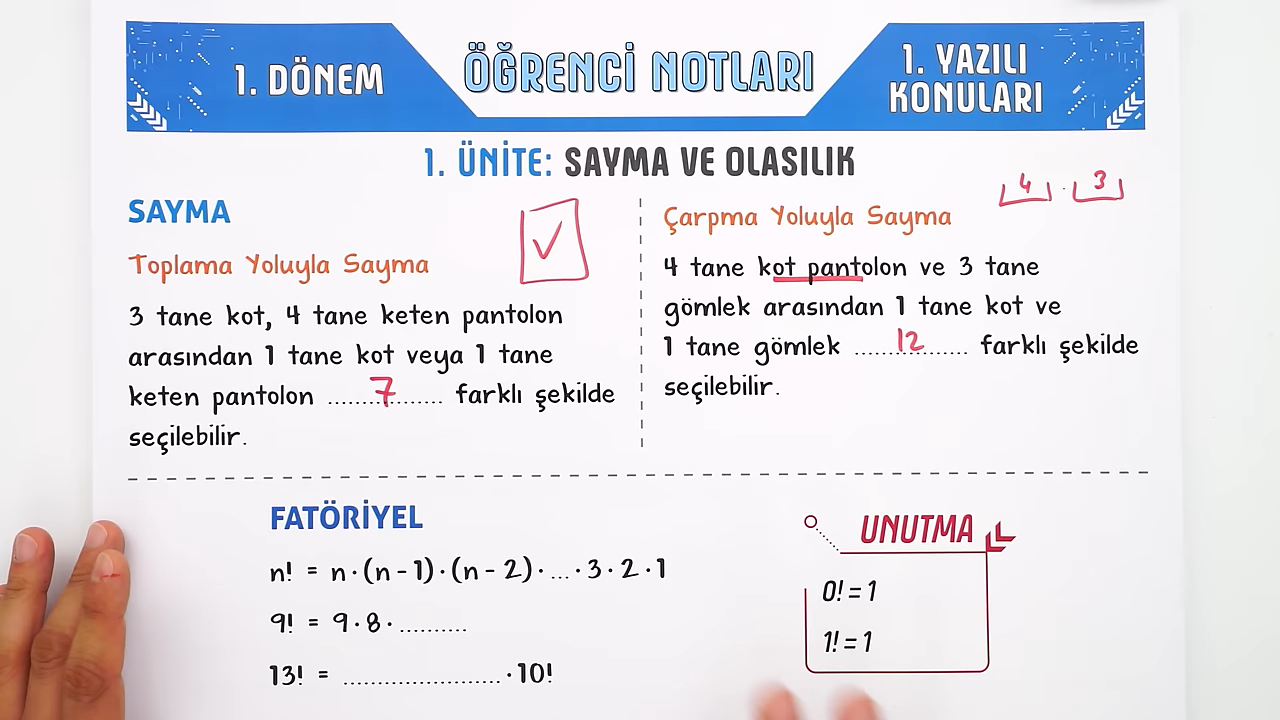 1. DÖNEM
ÖĞRENCİ NOTLARI
1. YAZILI
KONULARI
1. ÜNİTE: SAYMA VE OLASILIK
SAYMA
✓
Toplama Yoluyla Sayma
3 tane kot, 4 tane keten pantolon
arasından 1 tane kot veya 1 tane
keten pantolon ........7........ farklı şekilde
seçilebilir.
4 · 3
Çarpma Yoluyla Sayma
4 tane kot pantolon ve 3 tane
gömlek arasından 1 tane kot ve
1 tane gömlek ........12........ farklı şekilde
seçilebilir.
FATÖRİYEL
n! = n·(n-1)·(n-2)·...·3·2·1
9! = 9·8·..........
13! = .......................·10!
UNUTMA
0! = 1
1! = 1